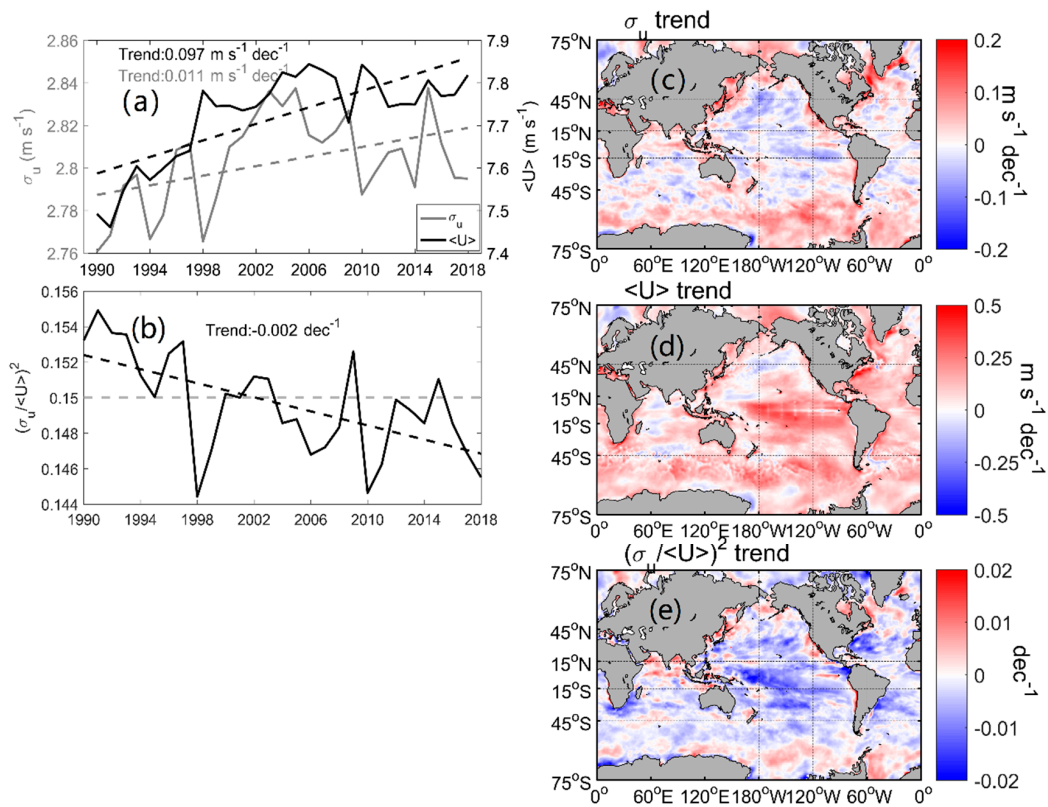 2.86
2.84
2.82
2.8
2.78
2.76
σu (m s-1)
Trend:0.097 m s-1 dec-1
Trend:0.011 m s-1 dec-1
(a)
7.9
7.8
7.7
7.6
7.5
7.4
<U> (m s-1)
σu
<U>
1990 1994 1998 2002 2006 2010 2014 2018
0.156
0.154
0.152
0.15
0.148
0.146
0.144
(σu/<U>)2
(b)
Trend:-0.002 dec-1
1990 1994 1998 2002 2006 2010 2014 2018
σu trend
75oN
45oN
15oN
15oS
45oS
75oS
(c)
0o 60oE 120oE 180oW 120oW 60oW 0o
0.2
0.1
0
-0.1
-0.2
m s-1 dec-1
<U> trend
75oN
45oN
15oN
15oS
45oS
75oS
(d)
0o 60oE 120oE 180oW 120oW 60oW 0o
0.5
0.25
0
-0.25
-0.5
m s-1 dec-1
(σu/<U>)2 trend
75oN
45oN
15oN
15oS
45oS
75oS
(e)
0o 60oE 120oE 180oW 120oW 60oW 0o
0.02
0.01
0
-0.01
-0.02
dec-1